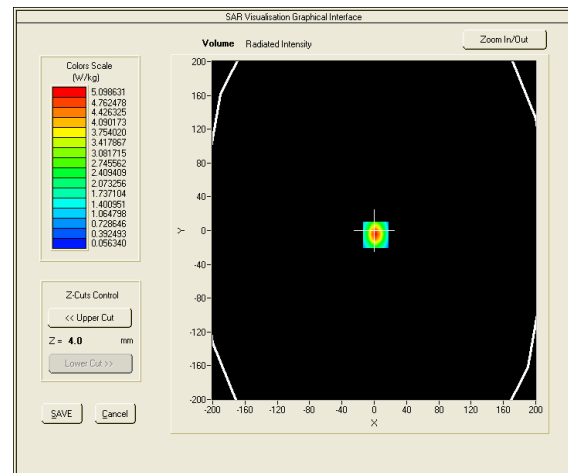 SAR Visualisation Graphical Interface
Volume Radiated Intensity
Zoom In/Out
Colors Scale
(W/kg)
5.098631
4.762478
4.426325
4.090173
3.754020
3.417867
3.081715
2.745562
2.409409
2.073256
1.737104
1.400951
1.064798
0.728646
0.392493
0.056340
Z-Cuts Control
<< Upper Cut
Z = 4.0 mm
Lower Cut >>
SAVE Cancel
200
160
120
80
40
0
-40
-80
-120
-160
-200
Y
-200 -160 -120 -80 -40 0 40 80 120 160 200
X